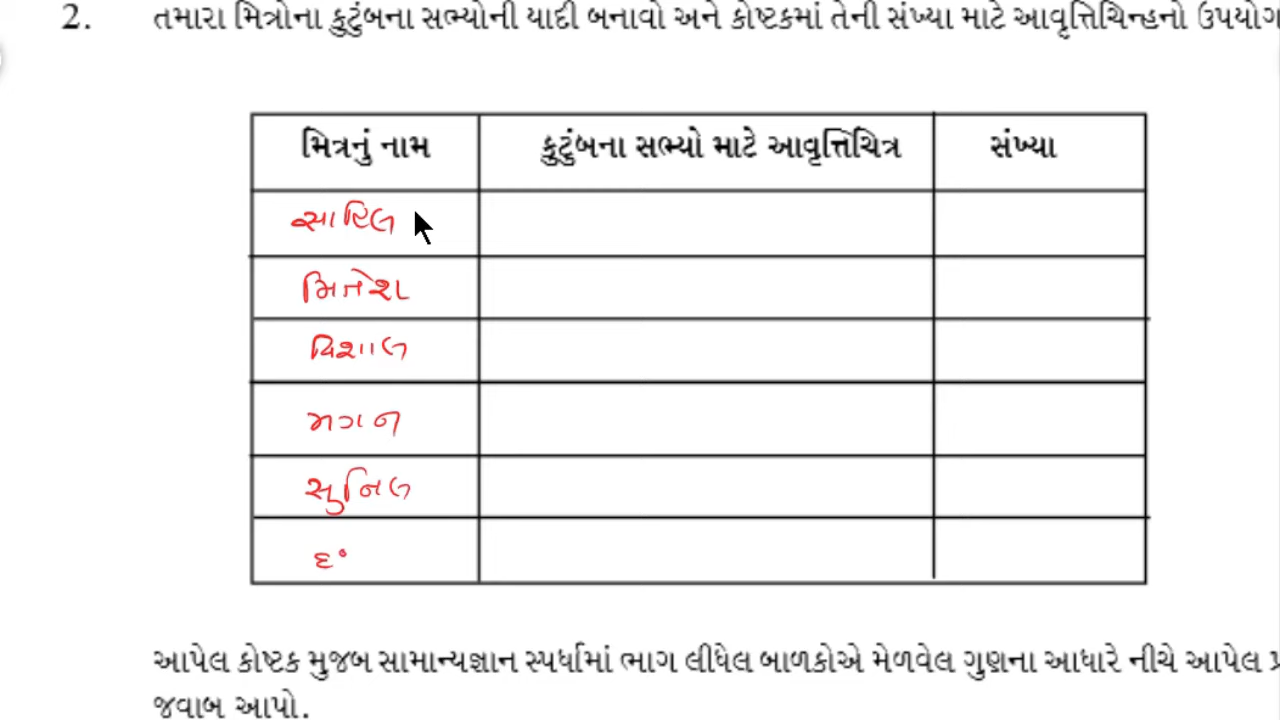 2. તમારા મિત્રોના કુટુંબના સભ્યોની યાદી બનાવો અને કોષ્ટકમાં તેની સંખ્યા માટે આવૃત્તિચિન્હનો ઉપયોગ
મિત્રનું નામ કુટુંબના સભ્યો માટે આવૃત્તિચિત્ર સંખ્યા
સાહિલ
મિતેશ
વિશાલ
મગન
સુનિલ
દં
આપેલ કોષ્ટક મુજબ સામાન્યજ્ઞાન સ્પર્ધામાં ભાગ લીધેલ બાળકોએ મેળવેલ ગુણના આધારે નીચે આપેલ
જવાબ આપો.